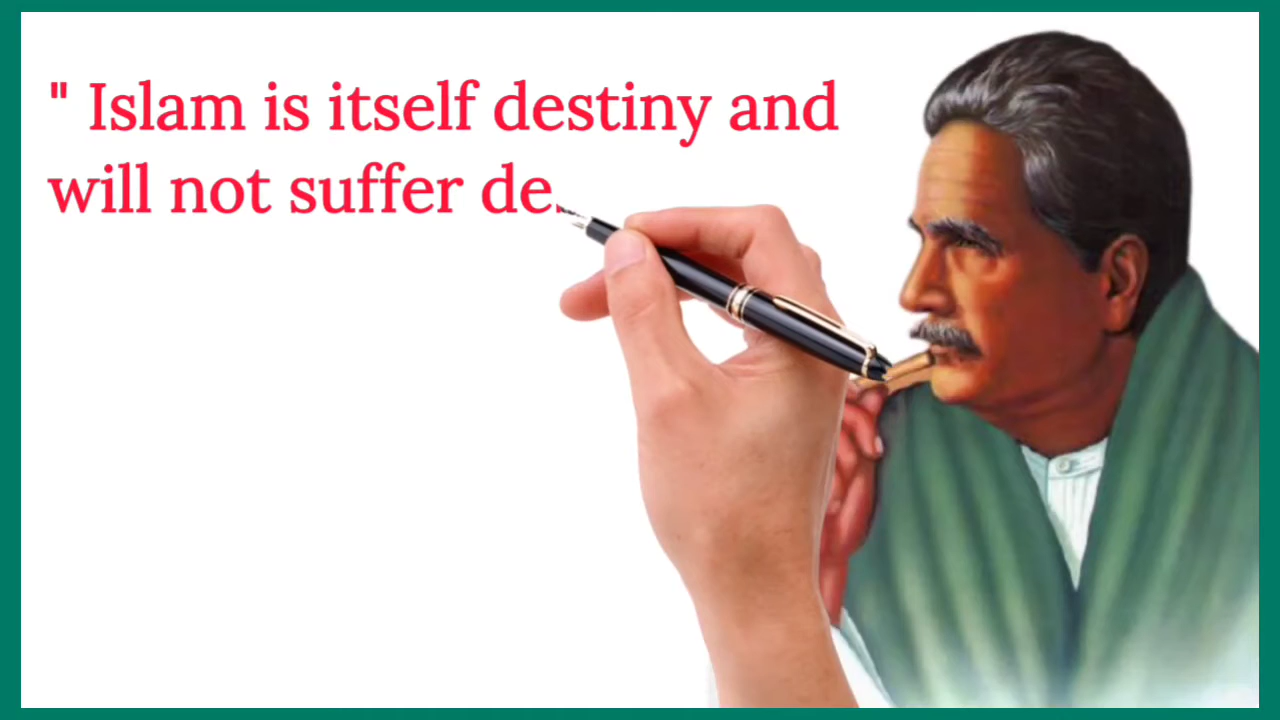 " Islam is itself destiny and
will not suffer de